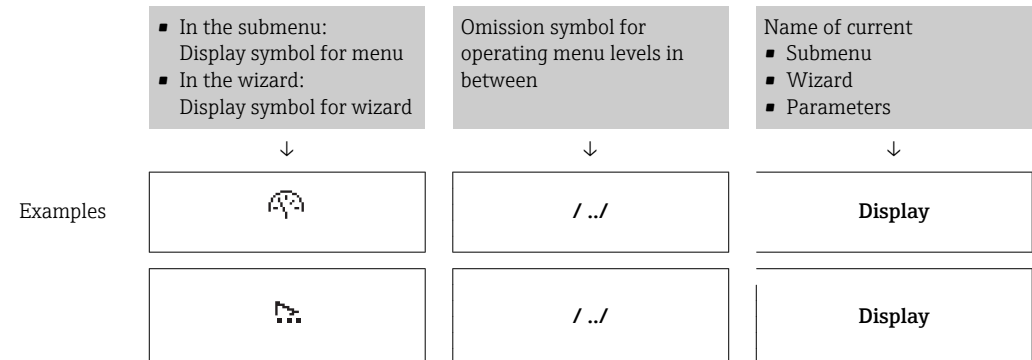 ▪ In the submenu:
Display symbol for menu
▪ In the wizard:
Display symbol for wizard
Omission symbol for
operating menu levels in
between
Name of current
▪ Submenu
▪ Wizard
▪ Parameters
↓ ↓ ↓
Examples / ../ Display
/ ../ Display